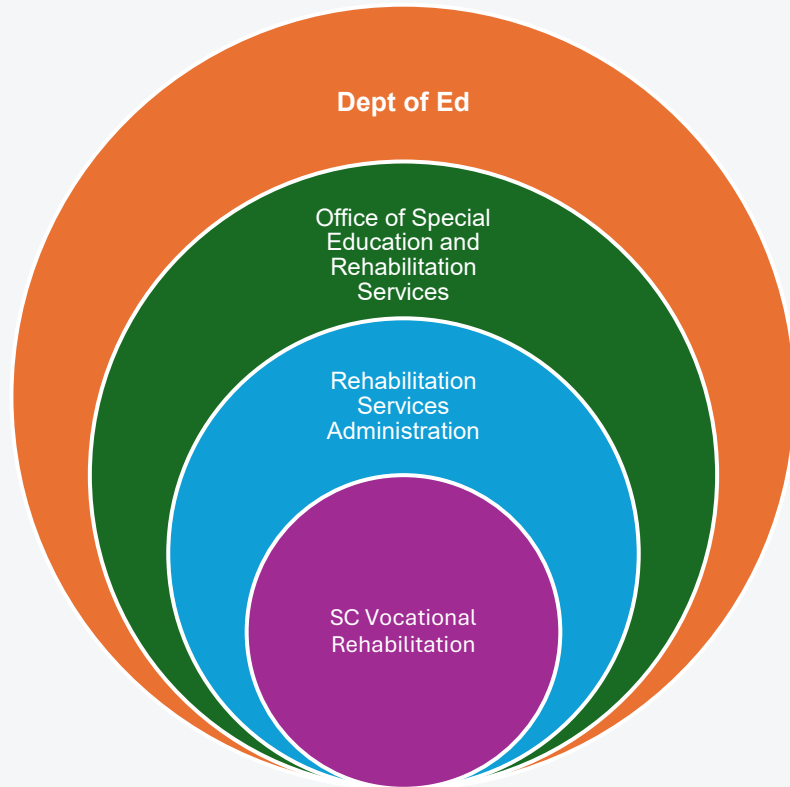 Dept of Ed
Office of Special
Education and
Rehabilitation
Services
Rehabilitation
Services
Administration
SC Vocational
Rehabilitation